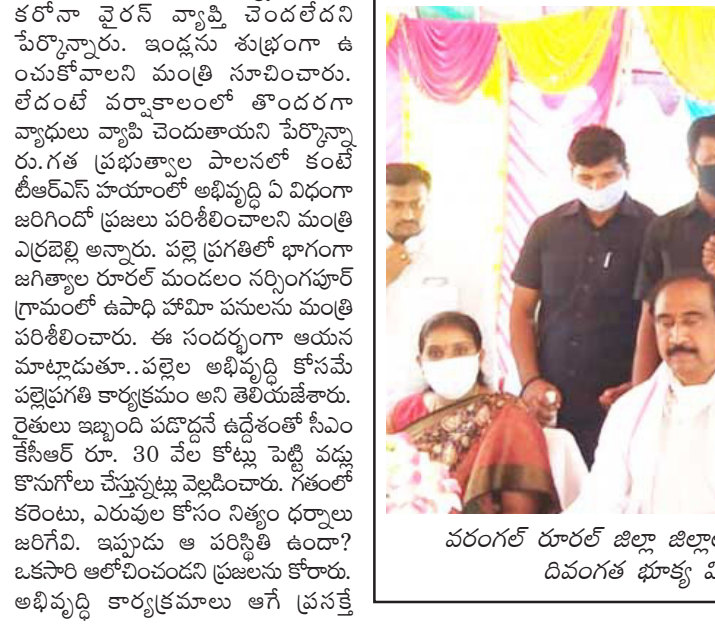 కరోనా వైరన్ వ్యాప్తి చెందలేదని
పేర్కొన్నారు. ఇండ్లను శుభ్రంగా ఉ
ంచుకోవాలని మంత్రి సూచించారు.
లేదంటే వర్షాకాలంలో తొందరగా
వ్యాధులు వ్యాపి చెందుతాయని పేర్కొన్నా
రు.గత ప్రభుత్వాల పాలనలో కంటే
టీఆర్ఎస్ హయాంలో అభివృద్ధి ఏ విధంగా
జరిగిందో ప్రజలు పరిశీలించాలని మంత్రి
ఎర్రబెల్లి అన్నారు. పల్లె ప్రగతిలో భాగంగా
జగిత్యాల రూరల్ మండలం నర్సింగపూర్
గ్రామంలో ఉపాధి హామీ పనులను మంత్రి
పరిశీలించారు. ఈ సందర్భంగా ఆయన
మాట్లాడుతూ..పల్లెల అభివృద్ధి కోసమే
పల్లెప్రగతి కార్యక్రమం అని తెలియజేశారు.
రైతులు ఇబ్బంది పడొద్దనే ఉద్దేశంతో సీఎం
కేసీఆర్ రూ. 30 వేల కోట్లు పెట్టి వడ్లు
కొనుగోలు చేస్తున్నట్లు వెల్లడించారు. గతంలో
కరెంటు, ఎరువుల కోసం నిత్యం ధర్నాలు
జరిగేవి. ఇప్పుడు ఆ పరిస్థితి ఉందా?
ఒకసారి ఆలోచించండని ప్రజలను కోరారు.
అభివృద్ధి కార్యక్రమాలు ఆగే ప్రసక్తే
వరంగల్ రూరల్ జిల్లా
దివంగత భూక్య